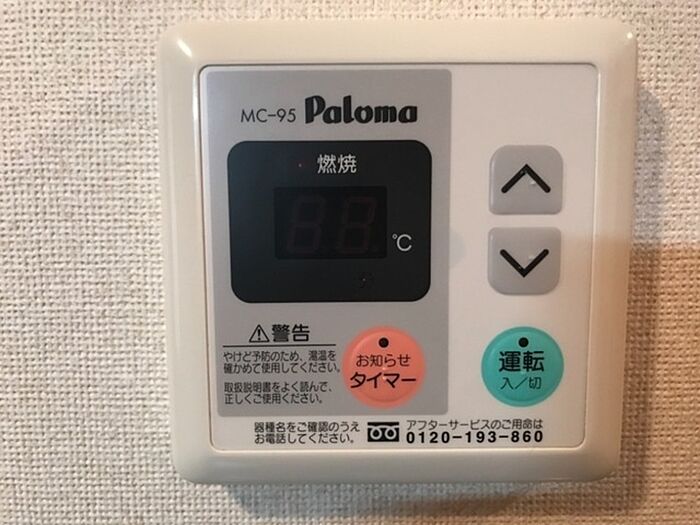 MC-95 Paloma
燃焼
88 ℃
⚠警告
やけど予防のため、湯温を
確かめて使用してください。
取扱説明書をよく読んで、
正しくご使用ください。
お知らせ
タイマー
運転
入／切
器種名をご確認のうえ
お電話してください。
アフターサービスのご用命は
0120-193-860